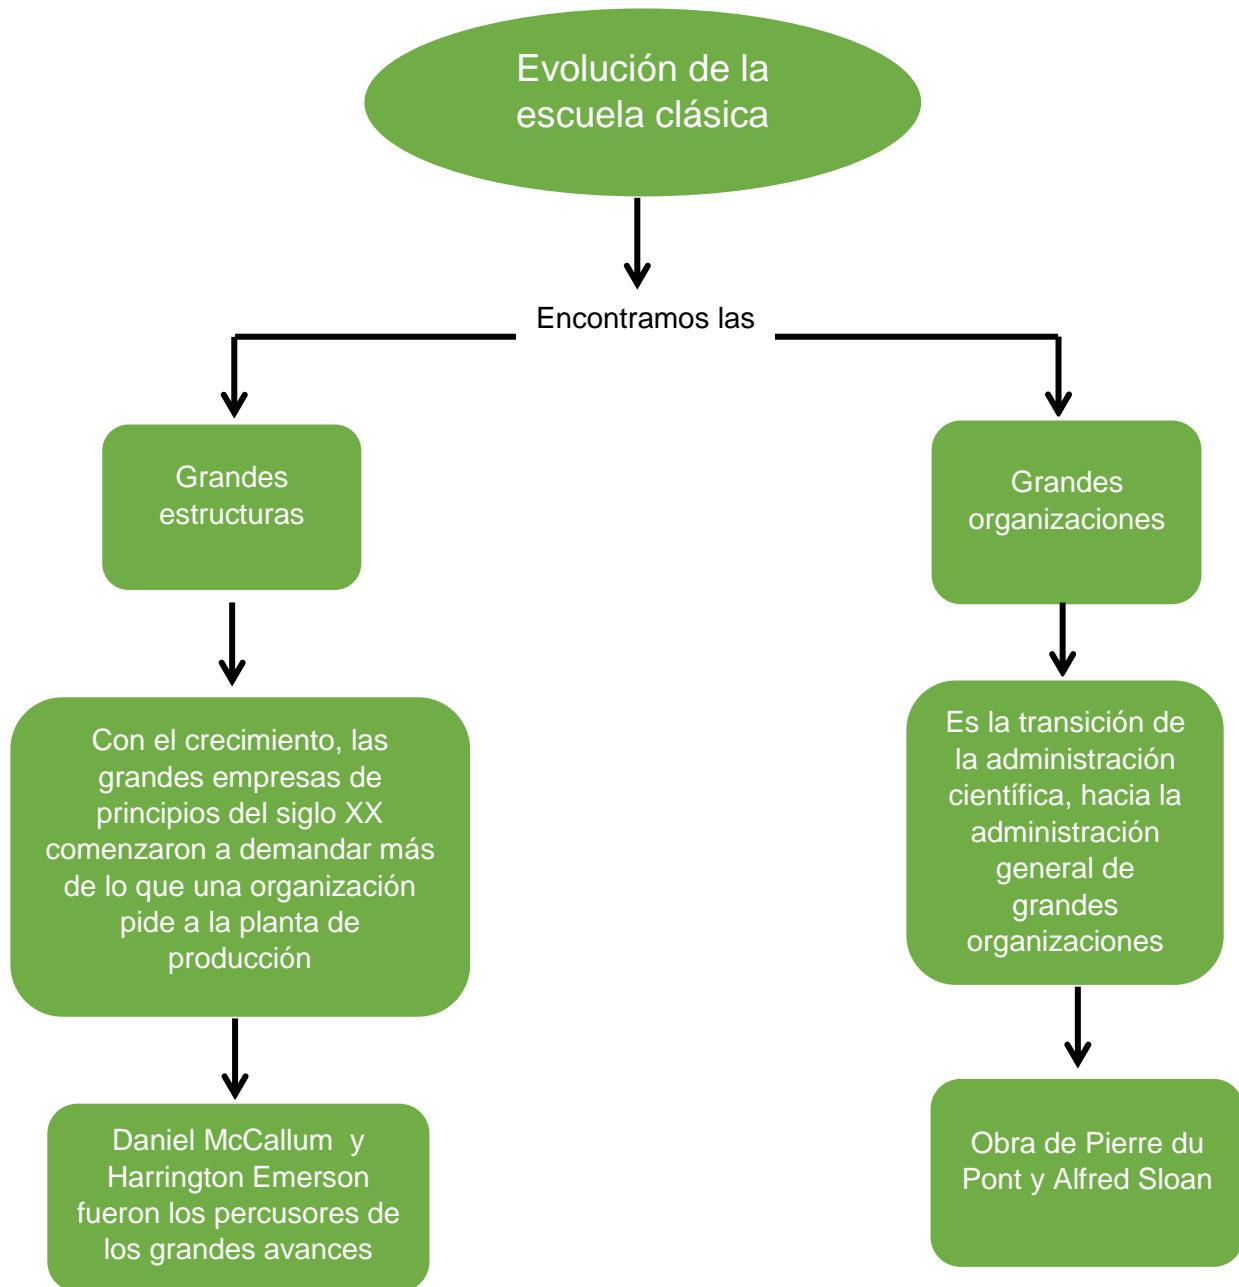 Evolución de la
escuela clásica
Encontramos las
Grandes
estructuras
Grandes
organizaciones
Con el crecimiento, las
grandes empresas de
principios del siglo XX
comenzaron a demandar más
de lo que una organización
pide a la planta de
producción
Es la transición de
la administración
científica, hacia la
administración
general de
grandes
organizaciones
Daniel McCallum y
Harrington Emerson
fueron los percusores de
los grandes avances
Obra de Pierre du
Pont y Alfred Sloan